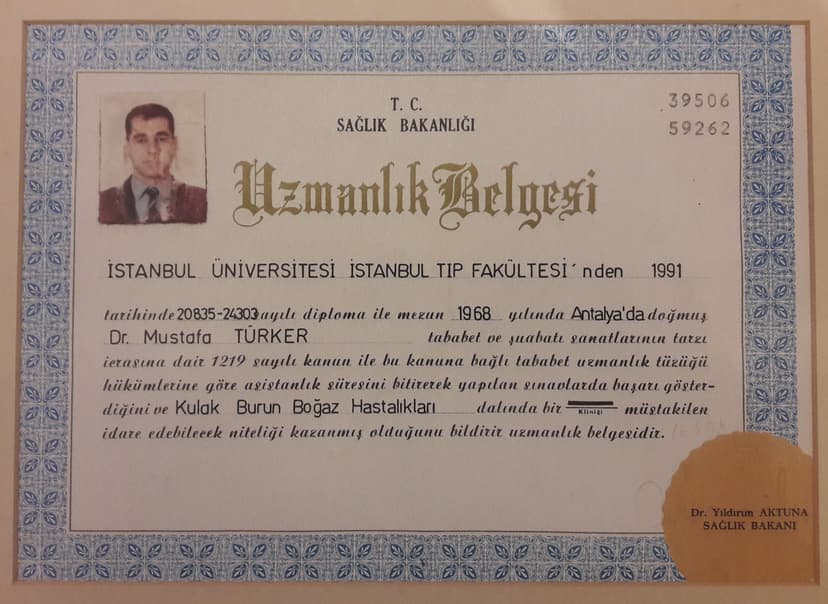 T. C.
SAĞLIK BAKANLIĞI
39506
59262
Uzmanlık Belgesi
İSTANBUL ÜNİVERSİTESİ İSTANBUL TIP FAKÜLTESİ'nden 1991
tarihinde 20835-24303 sayılı diploma ile mezun 1968 yılında Antalya'da doğmuş
Dr. Mustafa TÜRKER tababet ve şuabatı sanatlarının tarzı
icrasına dair 1219 sayılı kanun ile bu kanuna bağlı tababet uzmanlık tüzüğü
hükümlerine göre asistanlık süresini bitirerek yapılan sınavlarda başarı göster-
diğini ve Kulak Burun Boğaz Hastalıkları dalında bir Kliniği müstakilen
idare edebilecek niteliği kazanmış olduğunu bildirir uzmanlık belgesidir.
Dr. Yıldırım AKTUNA
SAĞLIK BAKANI